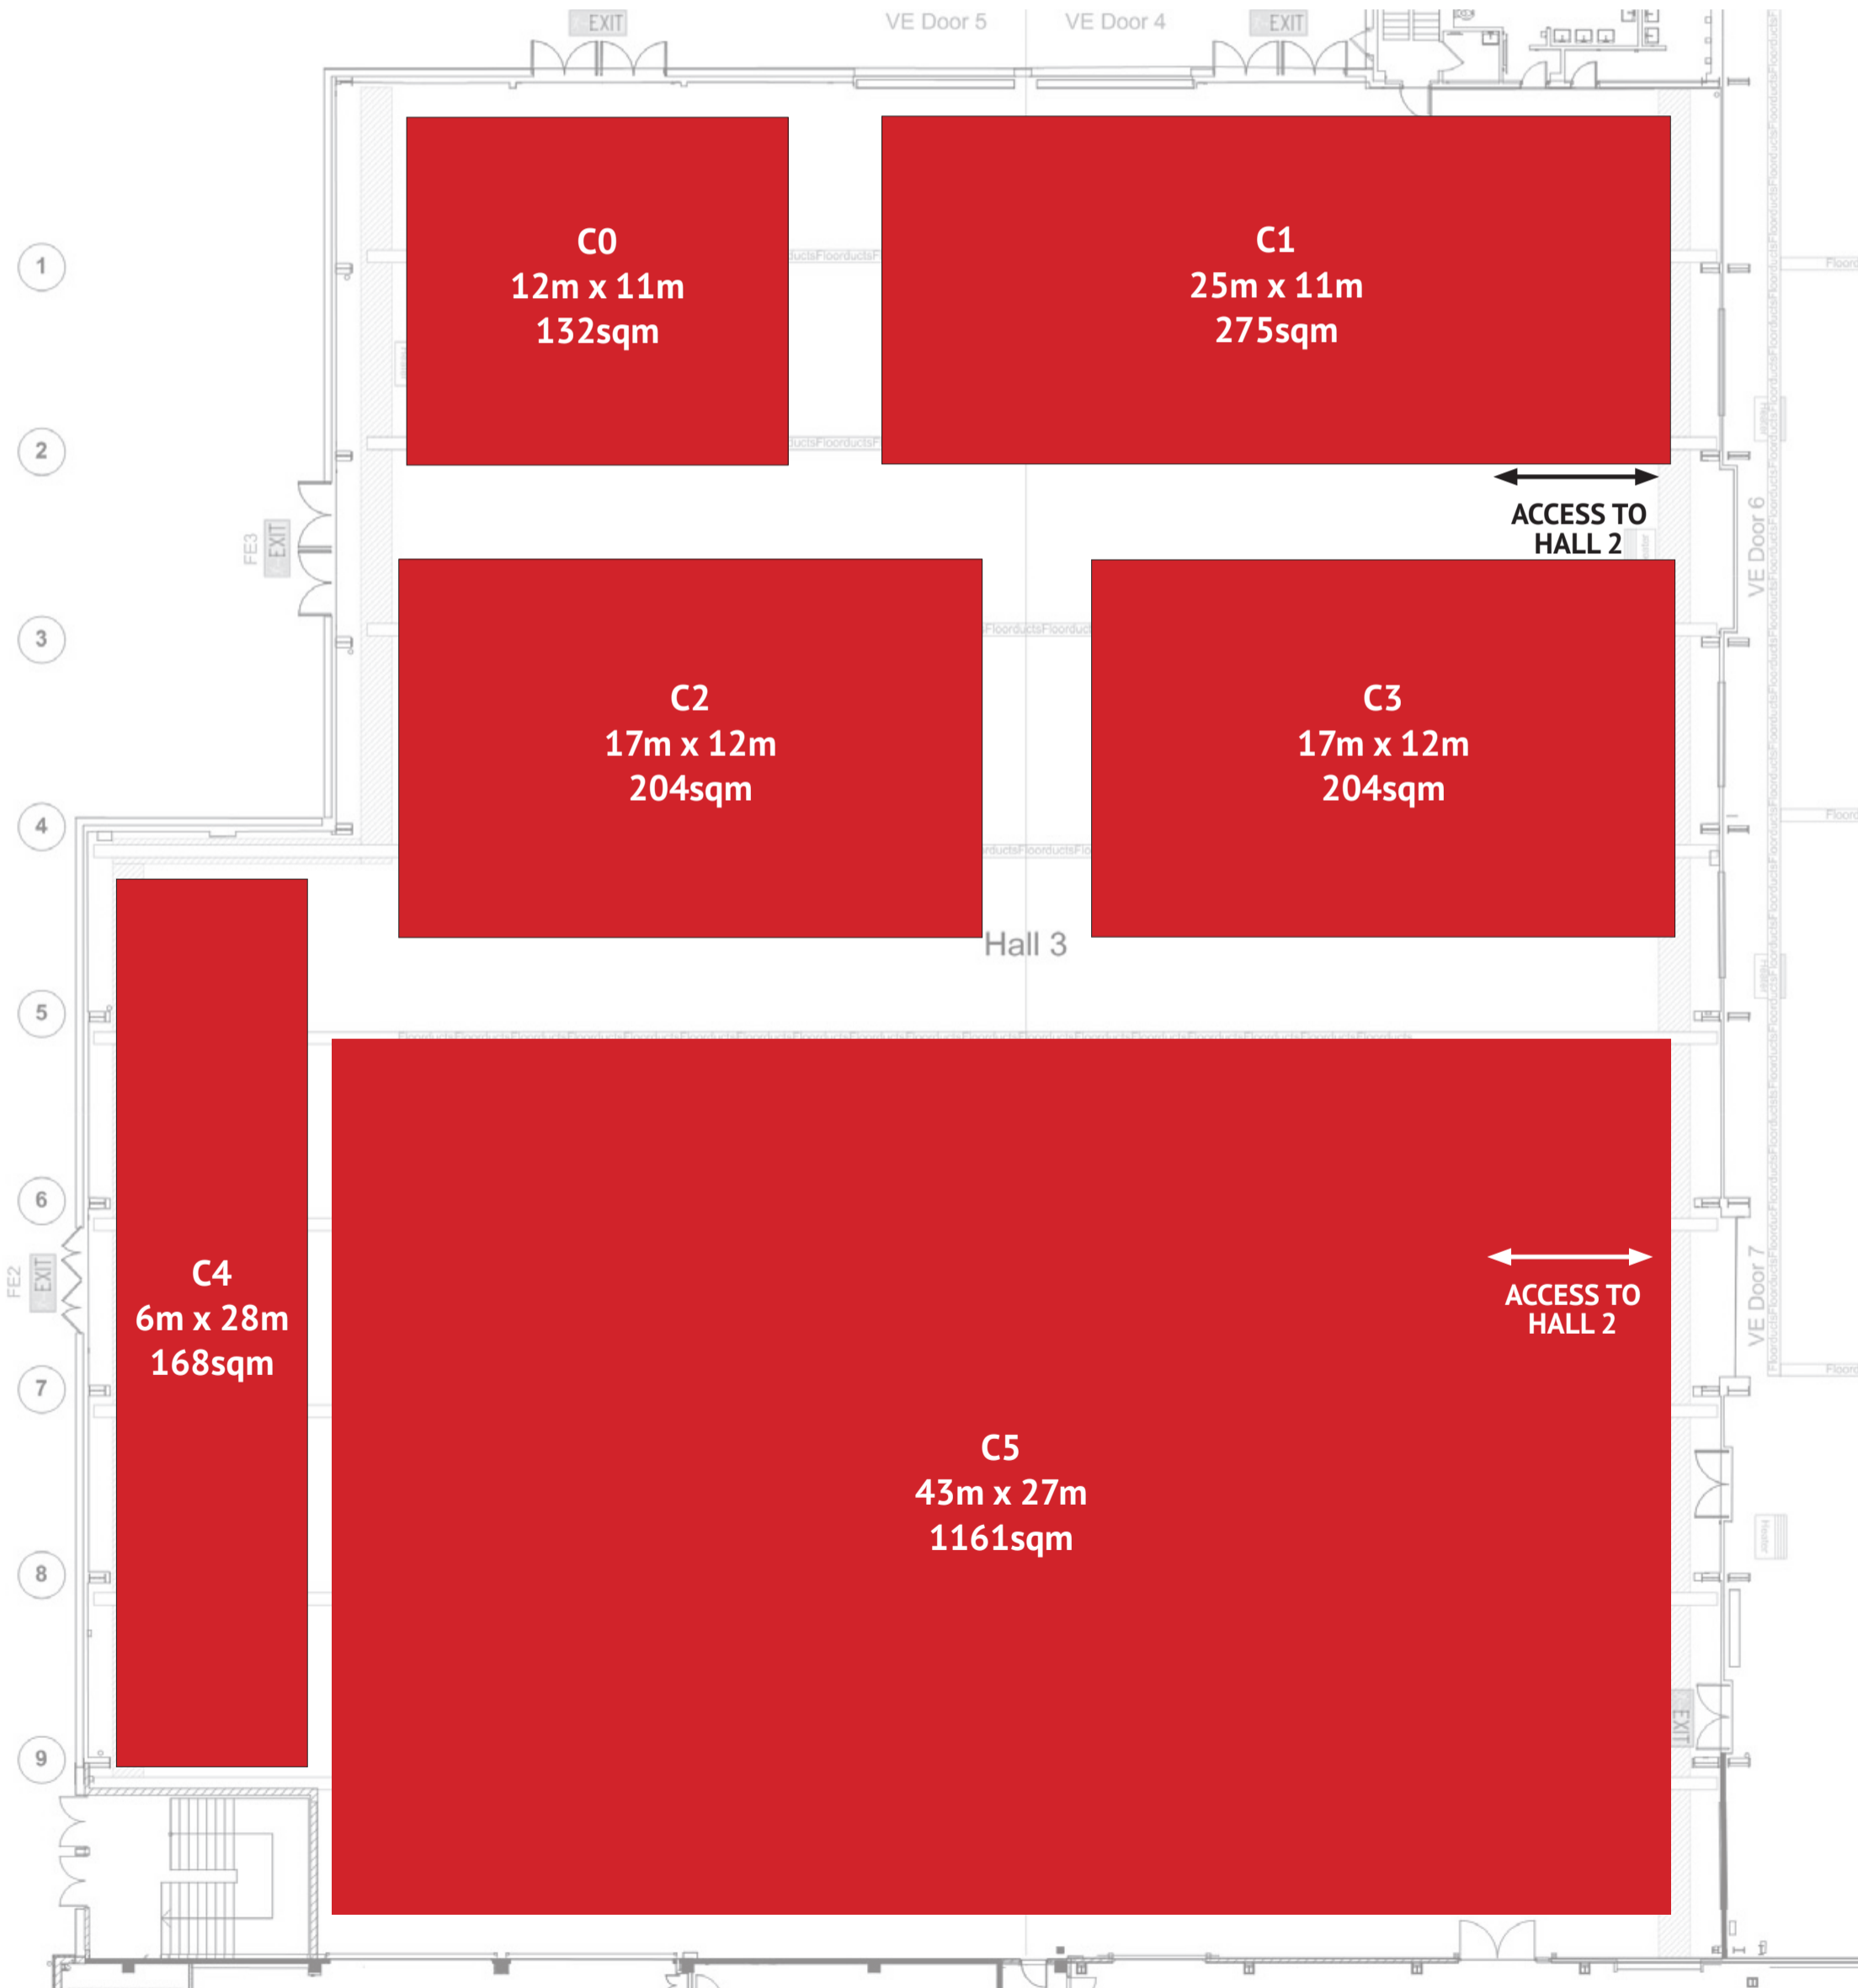 EXIT
VE Door 5
VE Door 4
EXIT
C0
12m x 11m
132sqm
C1
25m x 11m
275sqm
1
2
3
4
5
6
7
8
9
FE3
EXIT
ACCESS TO
HALL 2
VE Door 6
C2
17m x 12m
204sqm
C3
17m x 12m
204sqm
Hall 3
C4
6m x 28m
168sqm
FE2
EXIT
ACCESS TO
HALL 2
VE Door 7
C5
43m x 27m
1161sqm
Heater
EXIT